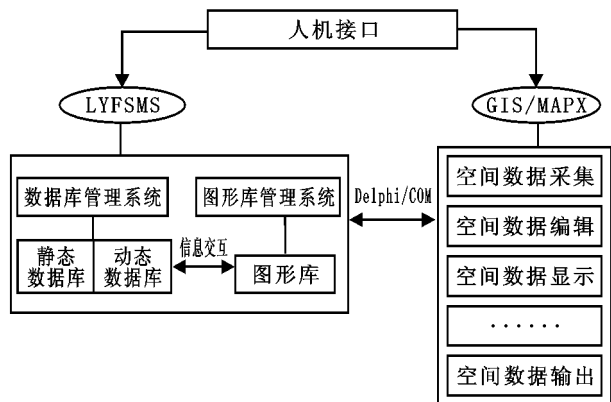 人机接口
LYFSMS
GIS/MAPX
数据库管理系统
图形库管理系统
静态
数据库
动态
数据库
信息交互
图形库
Delphi/COM
空间数据采集
空间数据编辑
空间数据显示
······
空间数据输出